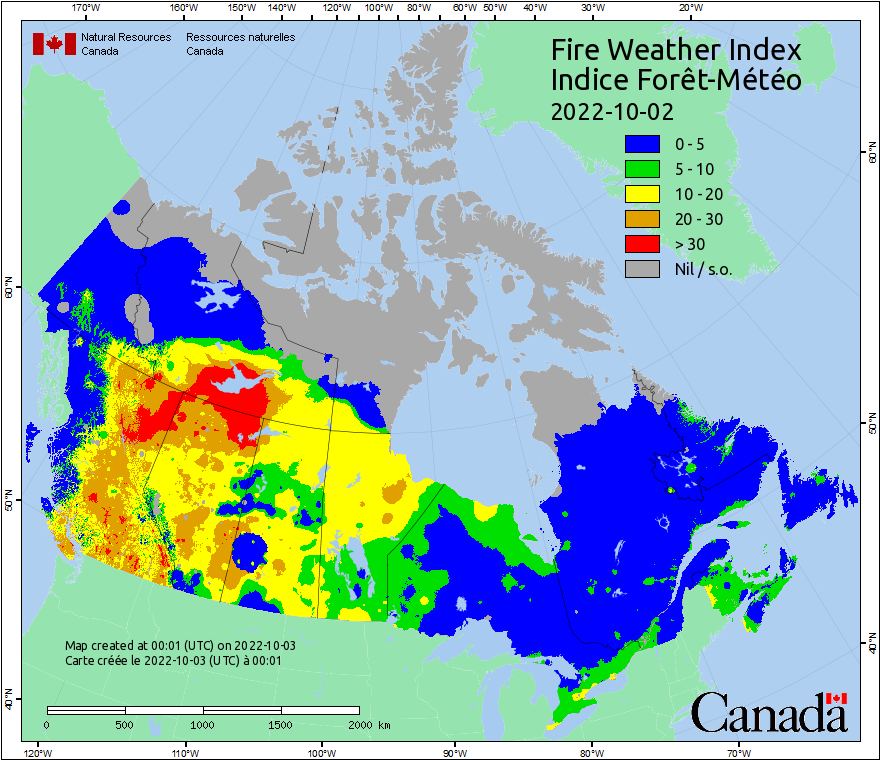 170°W 160°W 150°W 140°W 120°W 100°W 80°W 60°W 50°W 40°W 30°W 20°W
Natural Resources Ressources naturelles
Canada Canada
Fire Weather Index
Indice Forêt-Météo
2022-10-02
0 - 5
5 - 10
10 - 20
20 - 30
> 30
Nil / s.o.
60°N
60°N
50°N
50°N
40°N
40°N
Map created at 00:01 (UTC) on 2022-10-03
Carte créée le 2022-10-03 (UTC) à 00:01
0 500 1000 1500 2000 km
Canada
120°W 110°W 100°W 90°W 80°W 70°W